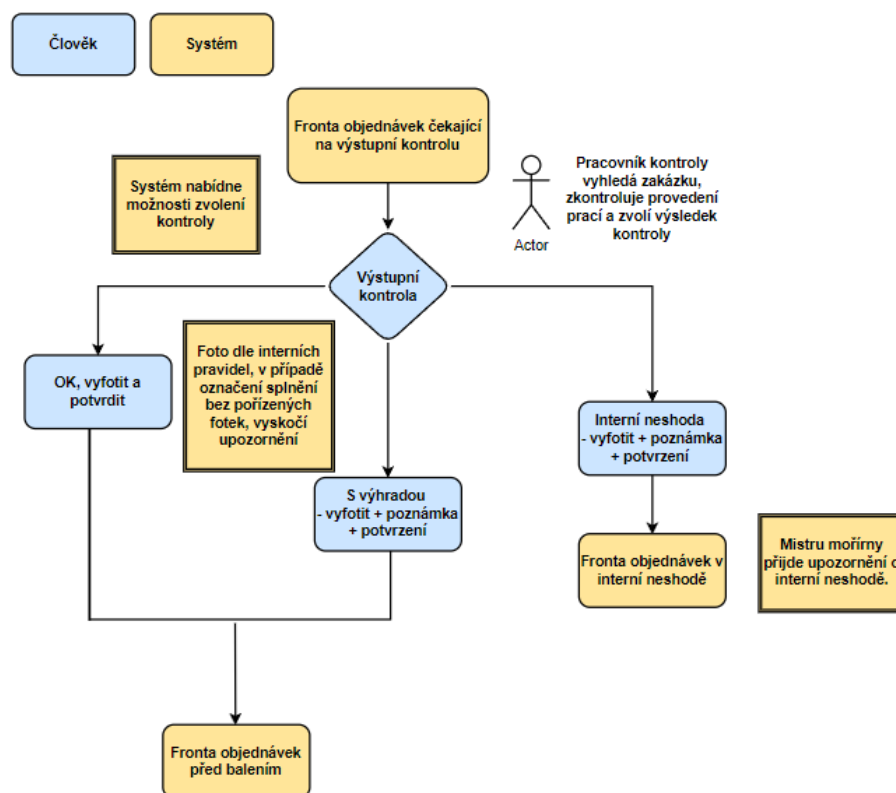 Člověk
Systém
Fronta objednávek čekající
na výstupní kontrolu
Systém nabídne
možnosti zvolení
kontroly
Pracovník kontroly
vyhledá zakázku,
zkontroluje provedení
prací a zvolí výsledek
kontroly
Actor
Výstupní
kontrola
Foto dle interních
pravidel, v případě
označení splnění
bez pořízených
fotek, vyskočí
upozornění
OK, vyfotit a
potvrdit
Interní neshoda
- vyfotit + poznámka
+ potvrzení
S výhradou
- vyfotit + poznámka
+ potvrzení
Fronta objednávek v
interní neshodě
Mistru mořírny
přijde upozornění o
interní neshodě.
Fronta objednávek
před balením